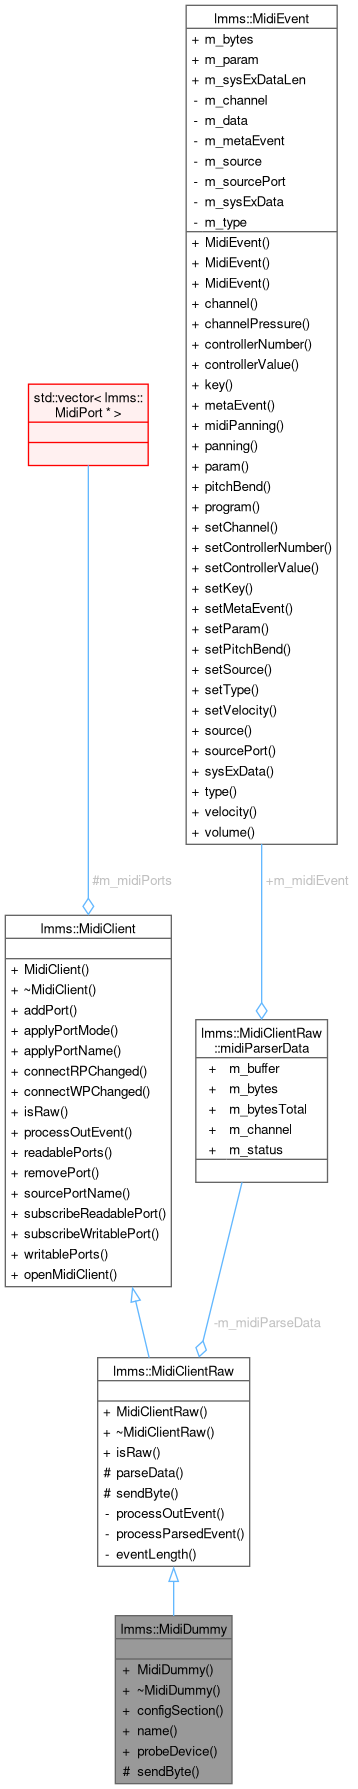 lmms::MidiEvent
+ m_bytes
+ m_param
+ m_sysExDataLen
- m_channel
- m_data
- m_metaEvent
- m_source
- m_sourcePort
- m_sysExData
- m_type
+ MidiEvent()
+ MidiEvent()
+ MidiEvent()
+ channel()
+ channelPressure()
+ controllerNumber()
+ controllerValue()
+ key()
+ metaEvent()
+ midiPanning()
+ panning()
+ param()
+ pitchBend()
+ program()
+ setChannel()
+ setControllerNumber()
+ setControllerValue()
+ setKey()
+ setMetaEvent()
+ setParam()
+ setPitchBend()
+ setSource()
+ setType()
+ setVelocity()
+ source()
+ sourcePort()
+ sysExData()
+ type()
+ velocity()
+ volume()
std::vector< lmms::
MidiPort * >
#m_midiPorts
+m_midiEvent
lmms::MidiClient
+ MidiClient()
+ ~MidiClient()
+ addPort()
+ applyPortMode()
+ applyPortName()
+ connectRPChanged()
+ connectWPChanged()
+ isRaw()
+ processOutEvent()
+ readablePorts()
+ removePort()
+ sourcePortName()
+ subscribeReadablePort()
+ subscribeWritablePort()
+ writablePorts()
+ openMidiClient()
lmms::MidiClientRaw
::midiParserData
+ m_buffer
+ m_bytes
+ m_bytesTotal
+ m_channel
+ m_status
-m_midiParseData
lmms::MidiClientRaw
+ MidiClientRaw()
+ ~MidiClientRaw()
+ isRaw()
# parseData()
# sendByte()
- processOutEvent()
- processParsedEvent()
- eventLength()
lmms::MidiDummy
+ MidiDummy()
+ ~MidiDummy()
+ configSection()
+ name()
+ probeDevice()
# sendByte()